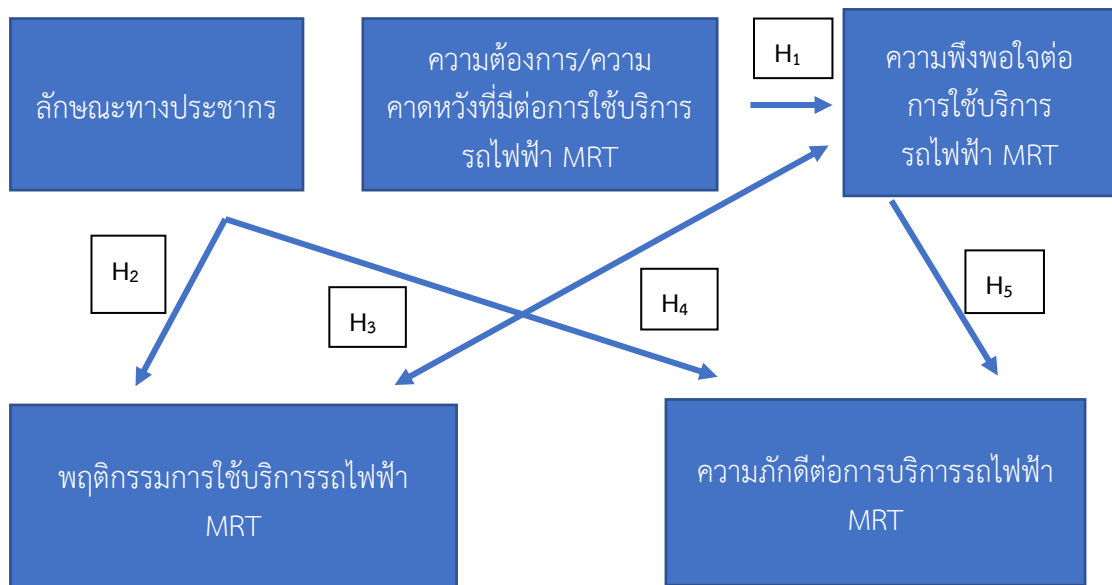 ลักษณะทางประชากร
ความต้องการ/ความ
คาดหวังที่มีต่อการใช้บริการ
รถไฟฟ้า MRT
H₁
ความพึงพอใจต่อ
การใช้บริการ
รถไฟฟ้า MRT
H₂
H₃
H₄
H₅
พฤติกรรมการใช้บริการรถไฟฟ้า
MRT
ความภักดีต่อการบริการรถไฟฟ้า
MRT